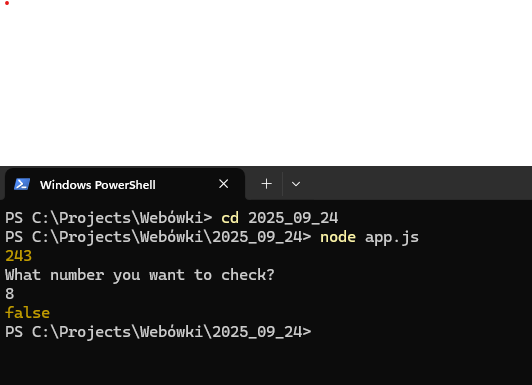 Windows PowerShell
PS C:\Projects\Webówki> cd 2025_09_24
PS C:\Projects\Webówki\2025_09_24> node app.js
243
What number you want to check?
8
false
PS C:\Projects\Webówki\2025_09_24>